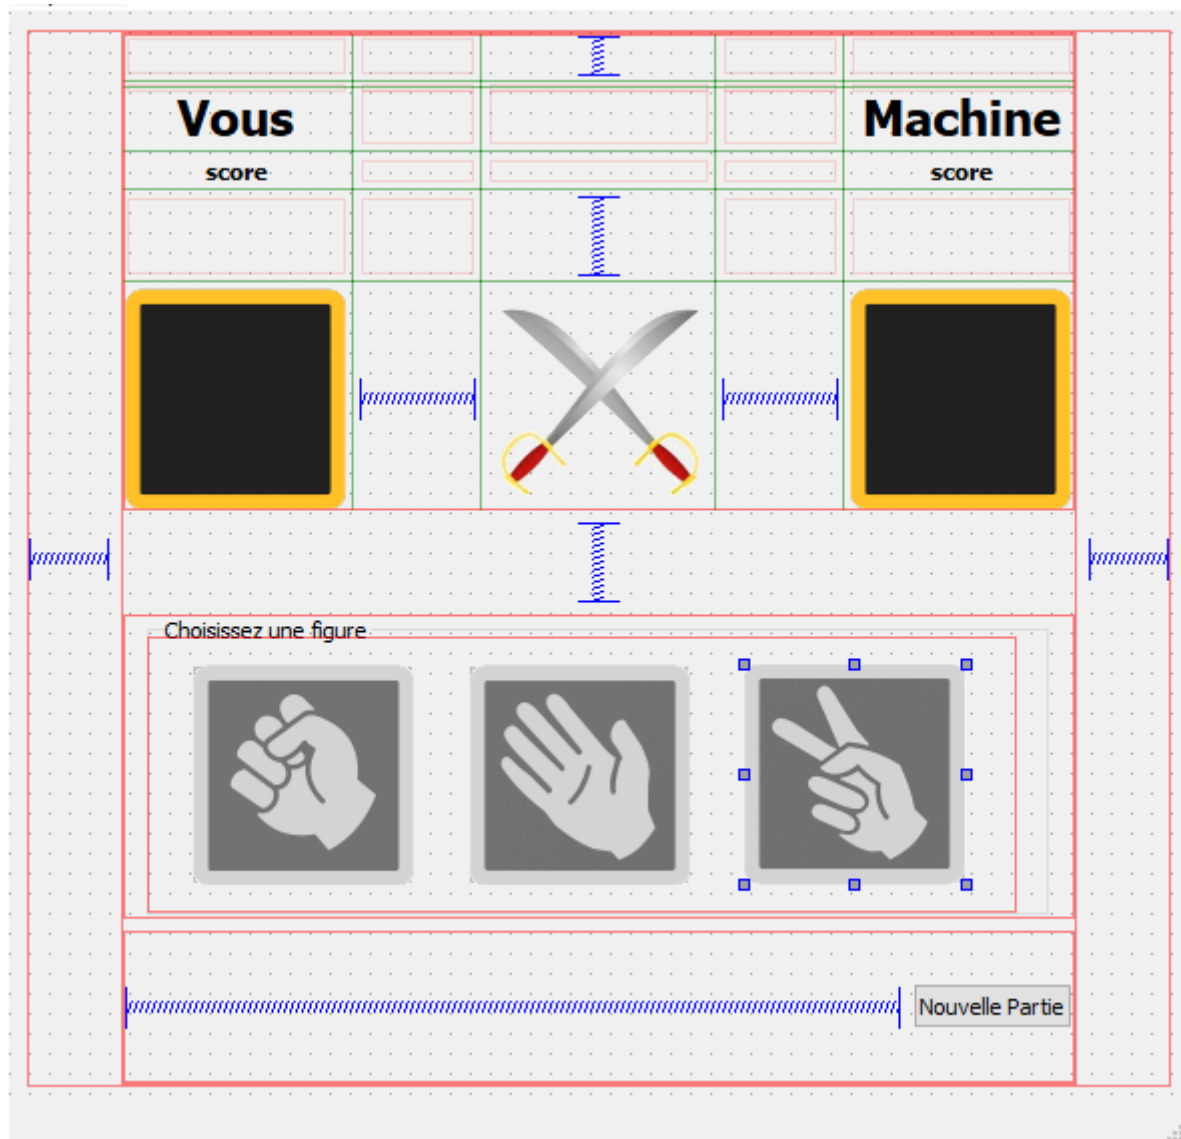 Vous
Machine
score
score
Choisissez une figure
Nouvelle Partie